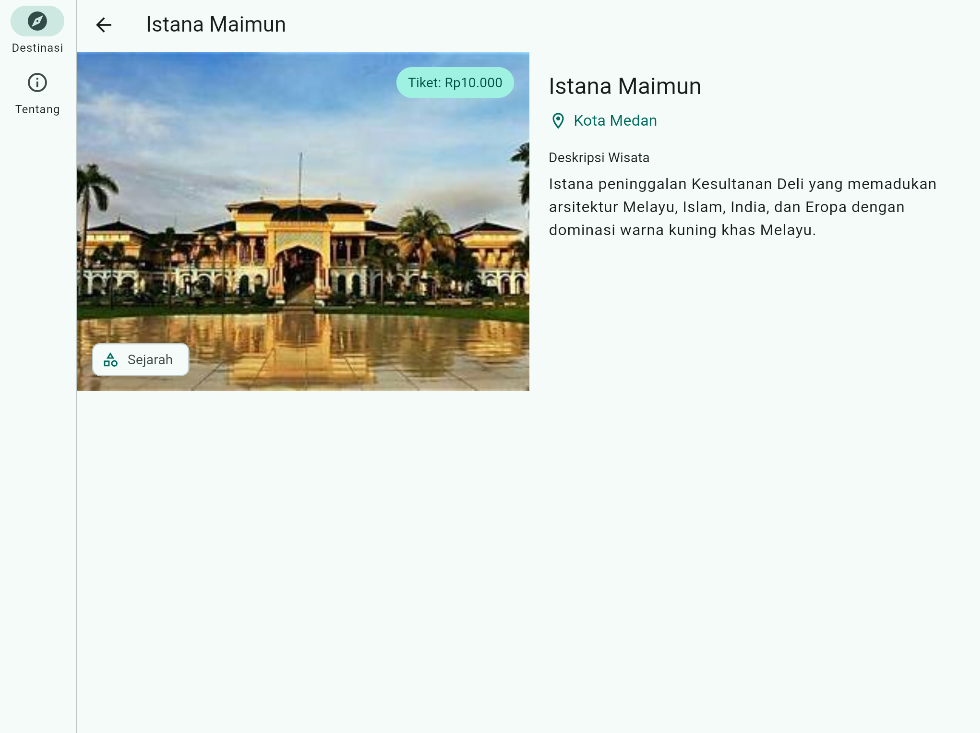 Destinasi
Tentang
Istana Maimun
Tiket: Rp10.000
Sejarah
Istana Maimun
Kota Medan
Deskripsi Wisata
Istana peninggalan Kesultanan Deli yang memadukan
arsitektur Melayu, Islam, India, dan Eropa dengan
dominasi warna kuning khas Melayu.